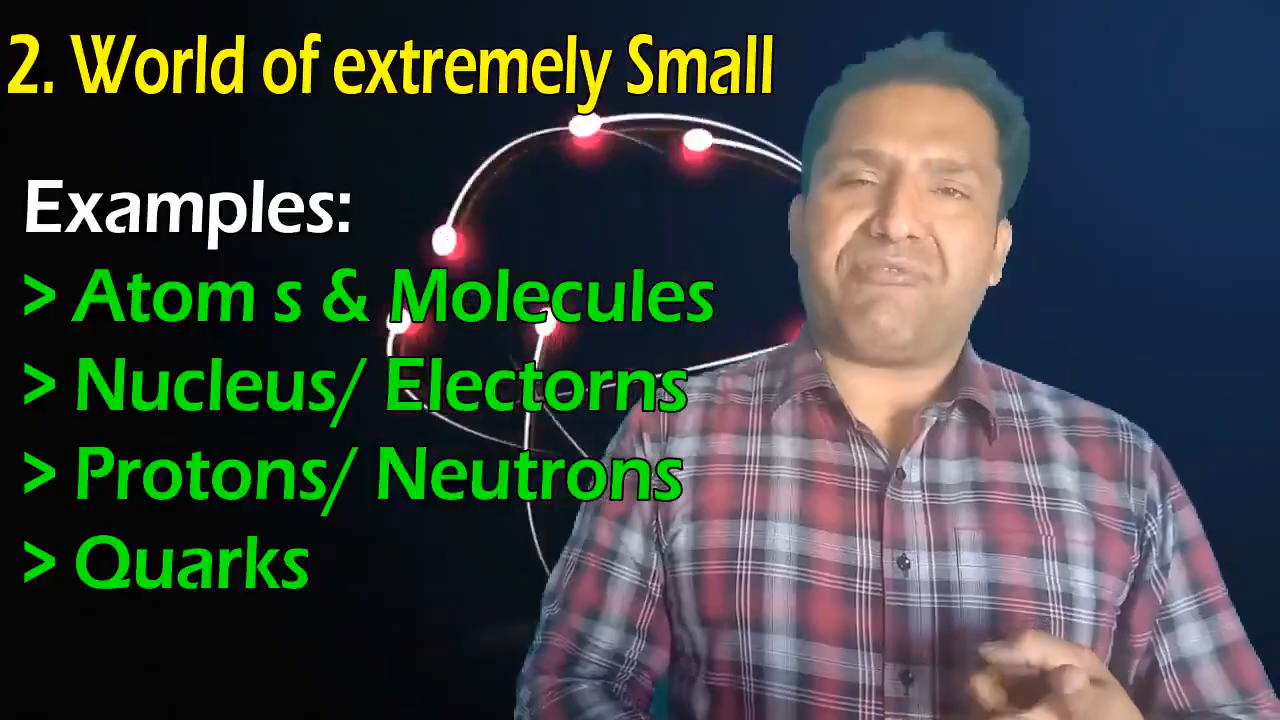 2. World of extremely Small
Examples:
> Atom s & Molecules
> Nucleus/ Electorns
> Protons/ Neutrons
> Quarks